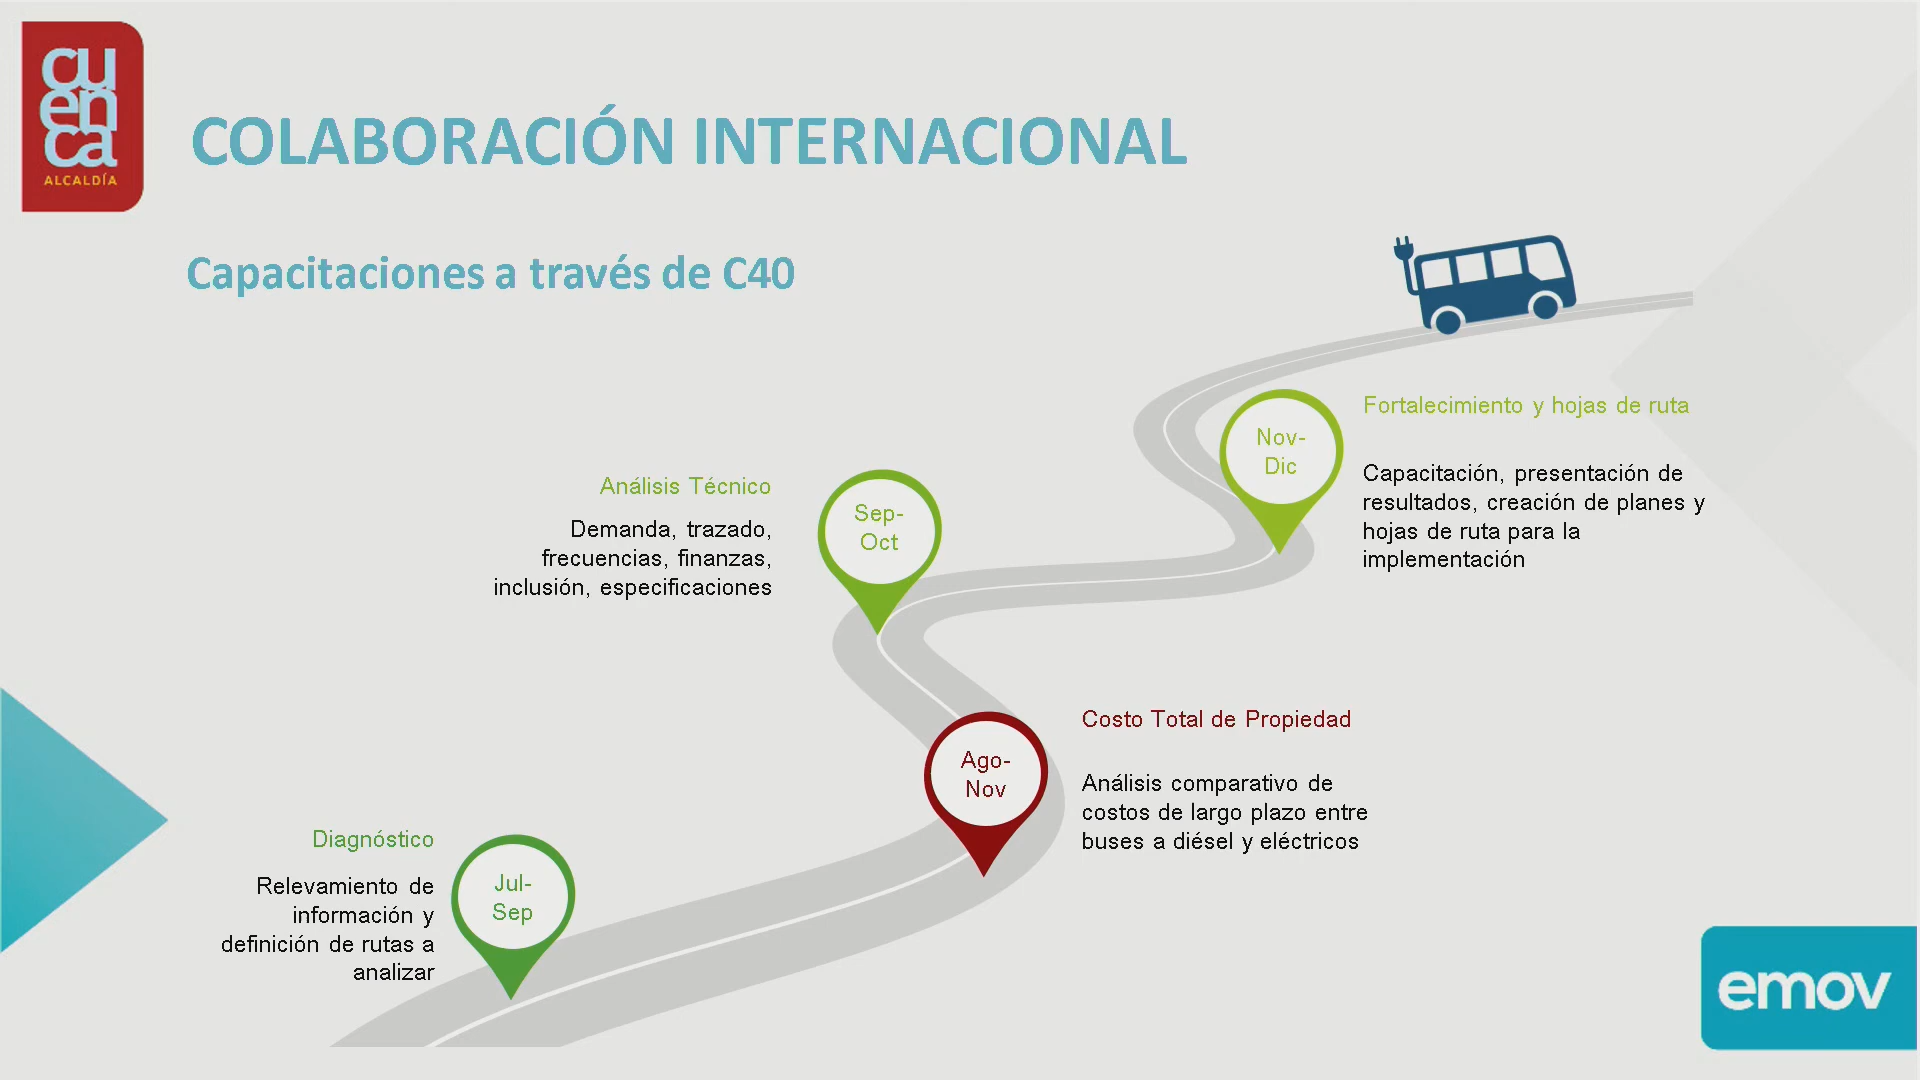 cu
en
ca
ALCALDÍA
COLABORACIÓN INTERNACIONAL
Capacitaciones a través de C40
Fortalecimiento y hojas de ruta
Nov-
Dic
Capacitación, presentación de
resultados, creación de planes y
hojas de ruta para la
implementación
Análisis Técnico
Demanda, trazado,
frecuencias, finanzas,
inclusión, especificaciones
Sep-
Oct
Costo Total de Propiedad
Ago-
Nov
Análisis comparativo de
costos de largo plazo entre
buses a diésel y eléctricos
Diagnóstico
Relevamiento de
información y
definición de rutas a
analizar
Jul-
Sep
emov